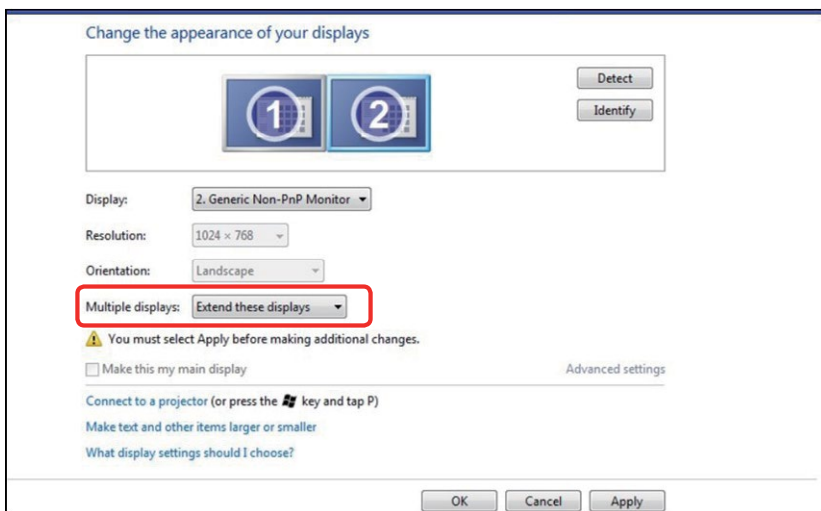 Change the appearance of your displays
1 2
Detect
Identify
Display: 2. Generic Non-PnP Monitor
Resolution: 1024 × 768
Orientation: Landscape
Multiple displays: Extend these displays
You must select Apply before making additional changes.
Make this my main display Advanced settings
Connect to a projector (or press the key and tap P)
Make text and other items larger or smaller
What display settings should I choose?
OK Cancel Apply